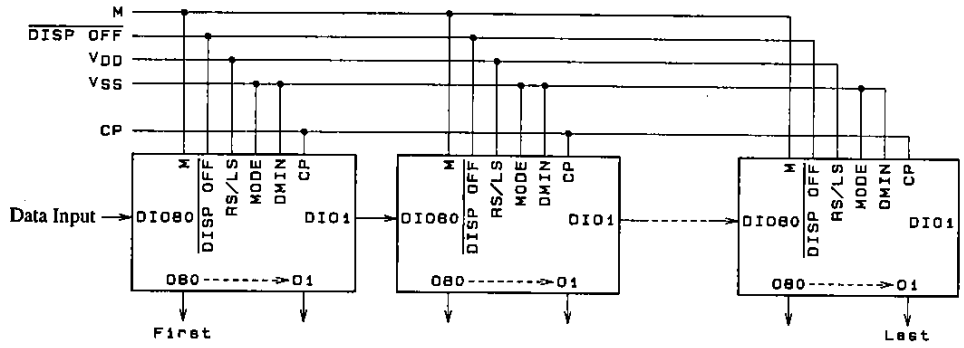 M
DISP OFF
VDD
VSS
CP
M DISP OFF RS/LS MODE DMIN CP
M DISP OFF RS/LS MODE DMIN CP
M DISP OFF RS/LS MODE DMIN CP
Data Input DIO80 DIO1 DIO80 DIO1 DIO80 DIO1
O80 O1 O80 O1 O80 O1
First Last